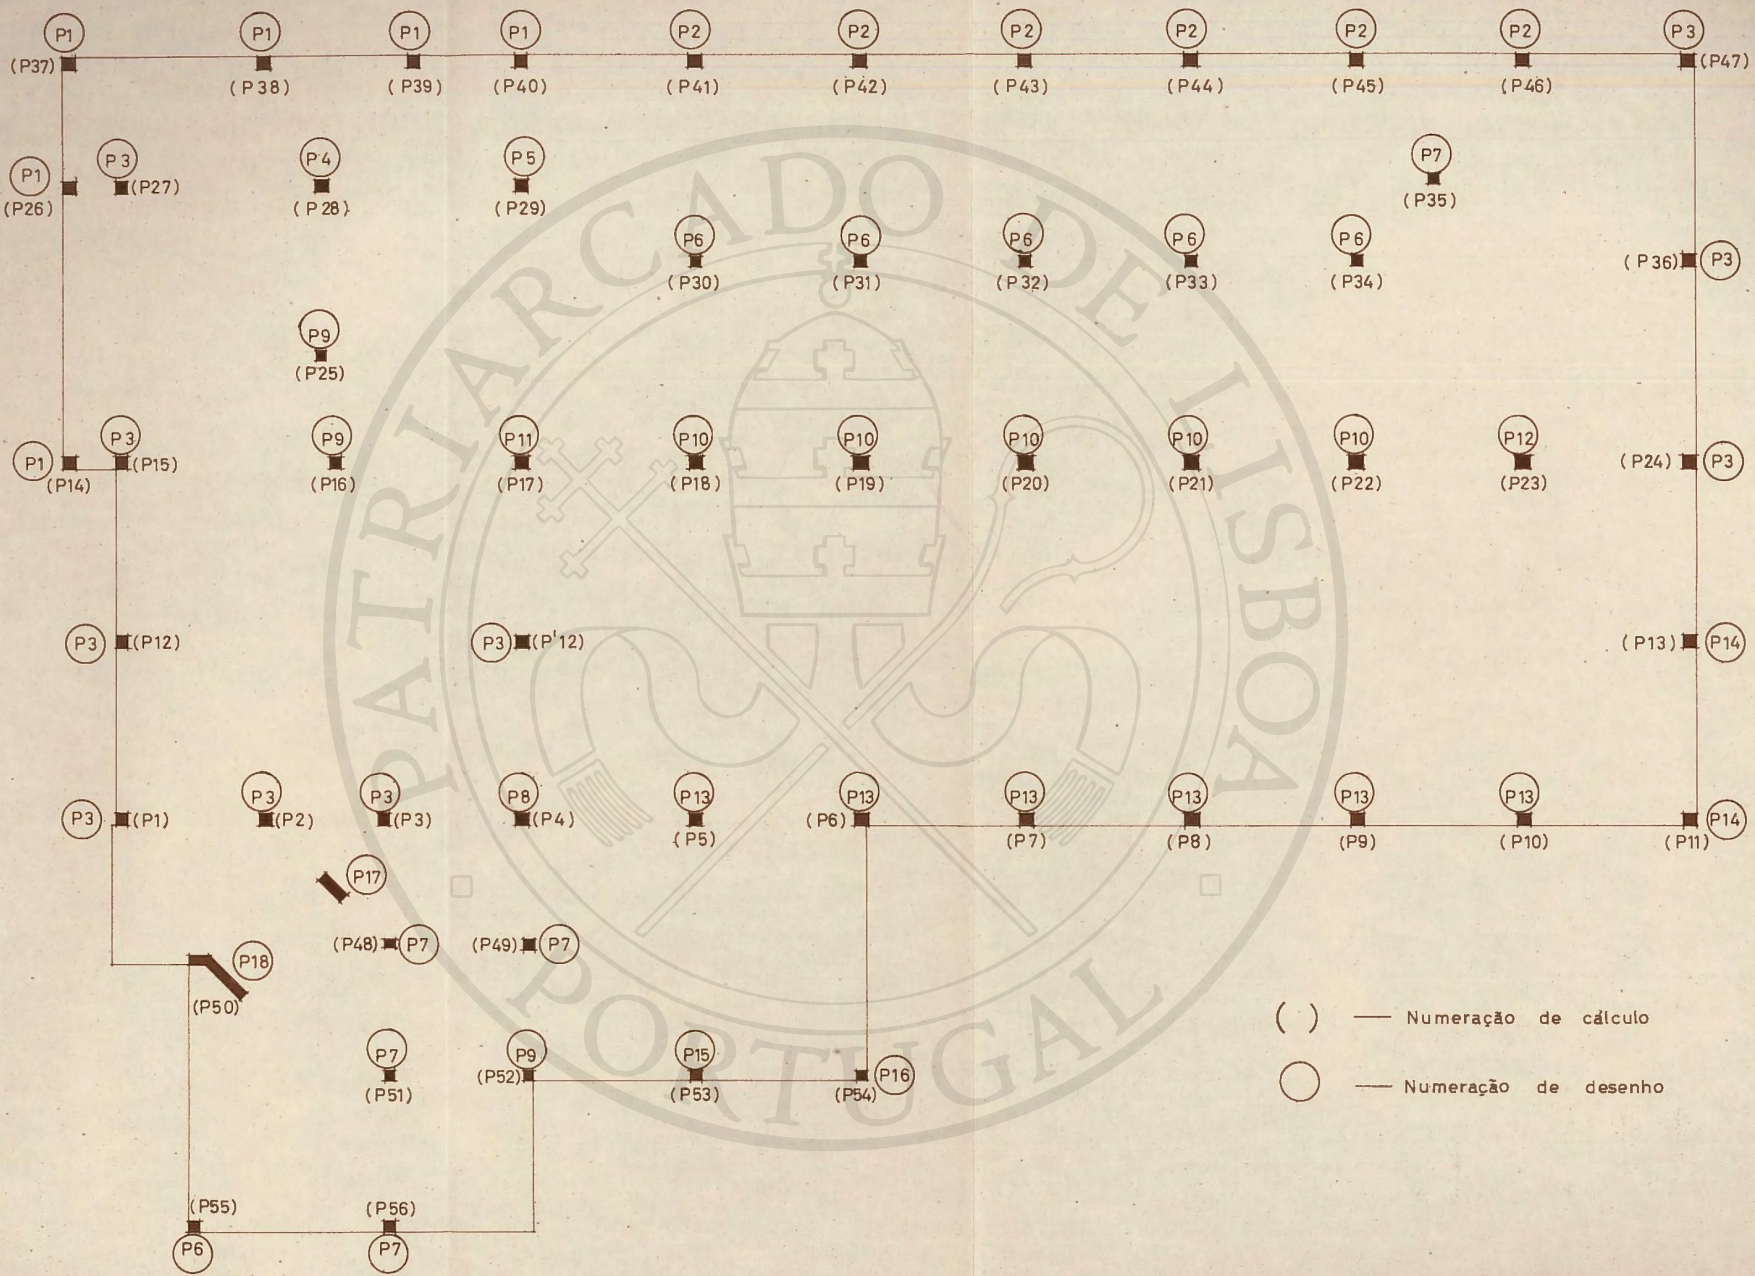 P1 P1 P1 P1 P2 P2 P2 P2 P2 P2 P3
(P37) (P38) (P39) (P40) (P41) (P42) (P43) (P44) (P45) (P46) (P47)
P1 P3 P4 P5 P7
(P26) (P27) (P28) (P29) (P35)
P6 P6 P6 P6 P6 P3
(P30) (P31) (P32) (P33) (P34) (P36)
P9
(P25)
P1 P3 P9 P11 P10 P10 P10 P10 P10 P12 P3
(P14) (P15) (P16) (P17) (P18) (P19) (P20) (P21) (P22) (P23) (P24)
P3 (P12) P3 (P'12) (P13) P14
P3 P3 P3 P8 P13 P13 P13 P13 P13 P13 P14
(P1) (P2) (P3) (P4) (P5) (P6) (P7) (P8) (P9) (P10) (P11)
P17
(P48) P7 (P49) P7
P18
(P50)
P7 P9 P15 P16
(P51) (P52) (P53) (P54)
(P55) (P56)
P6 P7
( ) — Numeração de cálculo
— Numeração de desenho
PATRIARCADO DE LISBOA
PORTUGAL